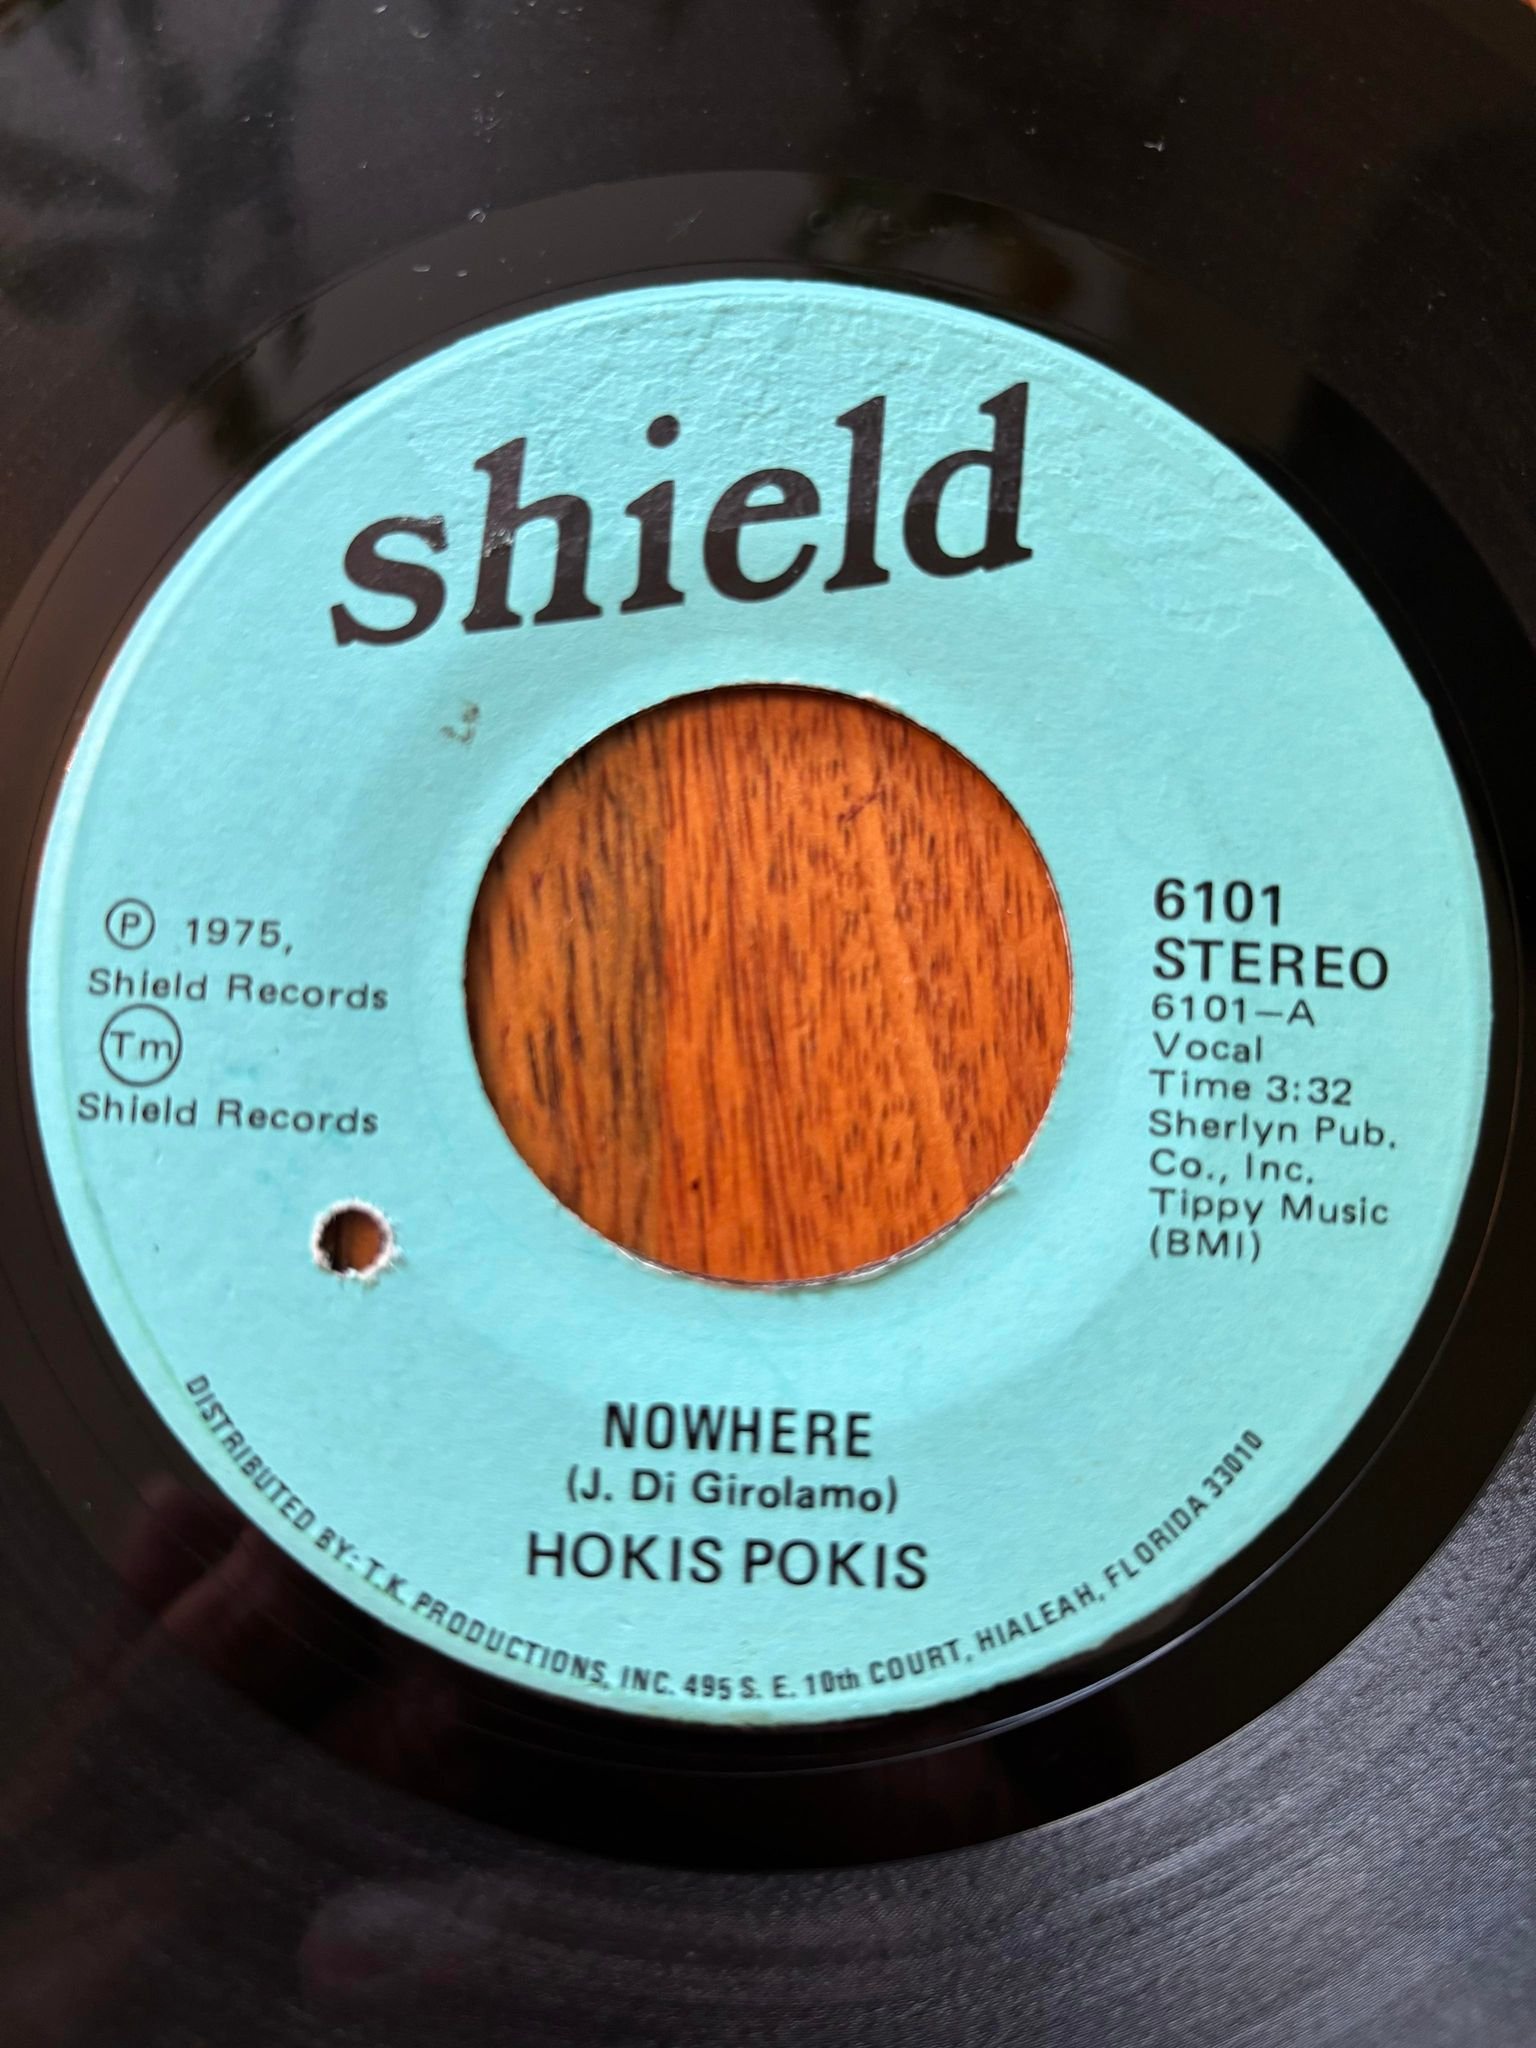 shield
Ⓟ 1975,
Shield Records
Tm
Shield Records
6101
STEREO
6101-A
Vocal
Time 3:32
Sherlyn Pub.
Co., Inc.
Tippy Music
(BMI)
NOWHERE
(J. Di Girolamo)
HOKIS POKIS
DISTRIBUTED BY: T.K. PRODUCTIONS, INC. 495 S. E. 10th COURT, HIALEAH, FLORIDA 33010